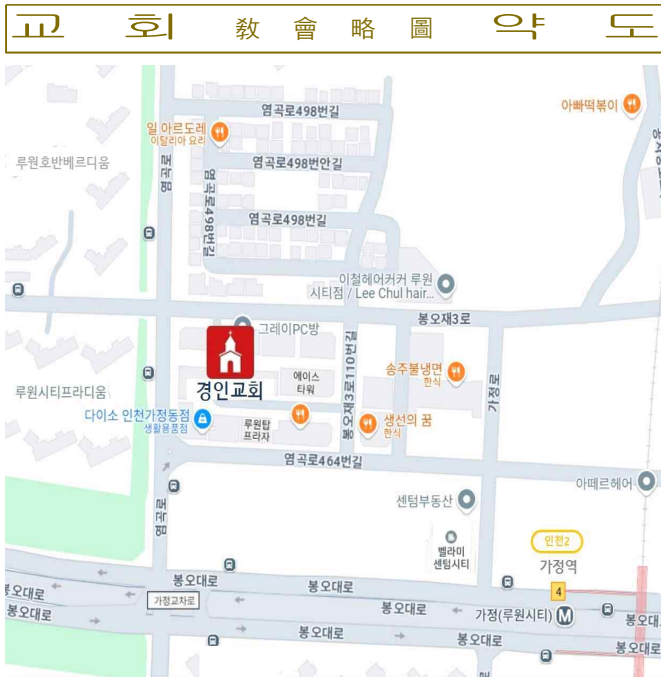 교 회 敎 會 略 圖 약 도
염곡로498번길
아빠떡볶이
일 아르도레
이탈리아 요리
루원호반베르디움
염곡로
염곡로498번안길
염곡로498번길
염곡로498번길
이철헤어커커 루원
시티점 / Lee Chul hair...
봉오재3로
그레이PC방
경인교회
에이스
타워
봉오재3로110번길
송주불냉면
한식
가정로
루원시티프라디움
다이소 인천가정동점
생활용품점
루원탑
프라자
생선의 꿈
한식
염곡로464번길
아떼르헤어
센텀부동산
염곡로
벨라미
센텀시티
인천2
가정역
4
봉오대로
봉오대로
봉오대로
가정교차로
가정(루원시티)
M
봉오대로
봉오대로
봉오대로
봉오대로